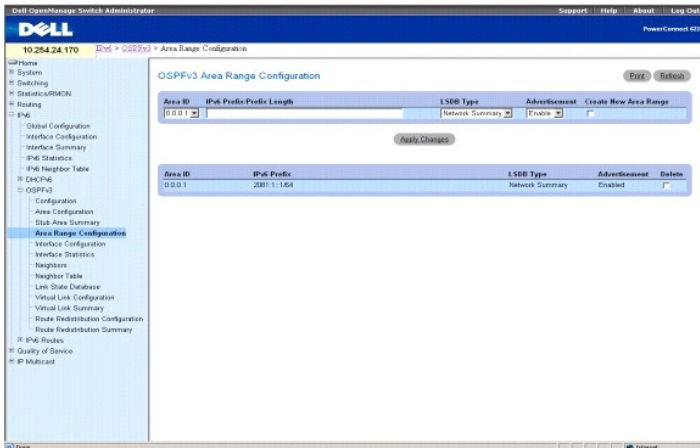 Dell OpenManage Switch Administrator Support Help About Log Out
DELL
PowerConnect 622
10.254.24.170 IPv6 > OSPFv3 > Area Range Configuration
Home
System
Switching
Statistics/RMON
Routing
IPv6
Global Configuration
Interface Configuration
Interface Summary
IPv6 Statistics
IPv6 Neighbor Table
DHCPv6
OSPFv3
Configuration
Area Configuration
Stub Area Summary
Area Range Configuration
Interface Configuration
Interface Statistics
Neighbors
Neighbor Table
Link State Database
Virtual Link Configuration
Virtual Link Summary
Route Redistribution Configuration
Route Redistribution Summary
IPv6 Routes
Quality of Service
IP Multicast
OSPFv3 Area Range Configuration Print Refresh
Area ID IPv6 Prefix/Prefix Length LSDB Type Advertisement Create New Area Range
0.0.0.1 Network Summary Enable
Apply Changes
Area ID IPv6 Prefix LSDB Type Advertisement Delete
0.0.0.1 Network Summary Enabled
Done Internet